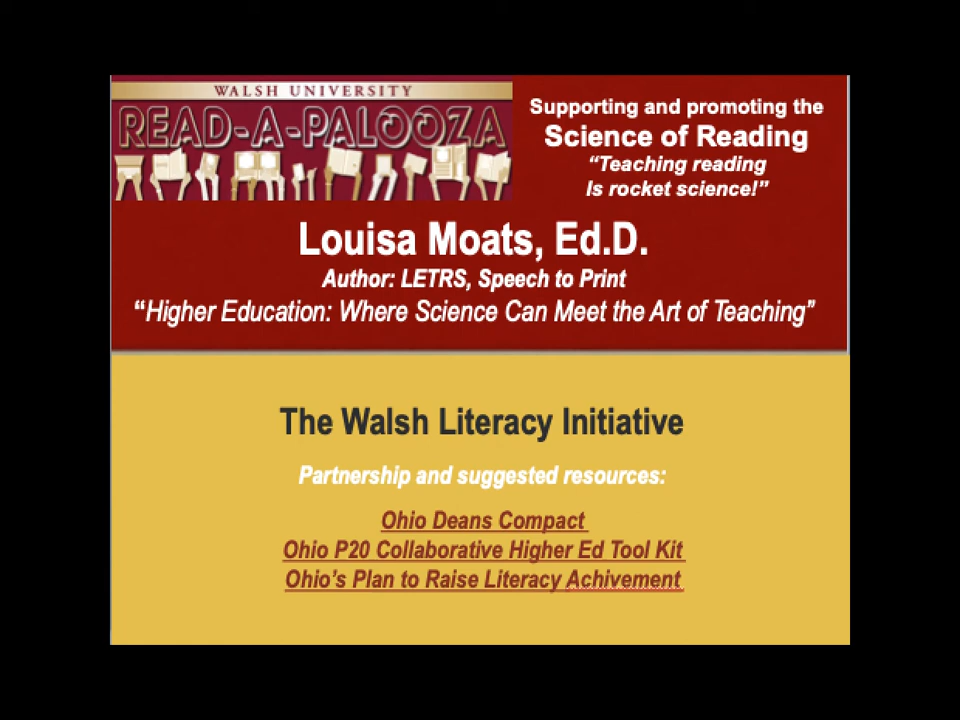 WALSH UNIVERSITY
READ-A-PALOOZA
Supporting and promoting the
Science of Reading
“Teaching reading
Is rocket science!”
Louisa Moats, Ed.D.
Author: LETRS, Speech to Print
“Higher Education: Where Science Can Meet the Art of Teaching”
The Walsh Literacy Initiative
Partnership and suggested resources:
Ohio Deans Compact
Ohio P20 Collaborative Higher Ed Tool Kit
Ohio’s Plan to Raise Literacy Achivement